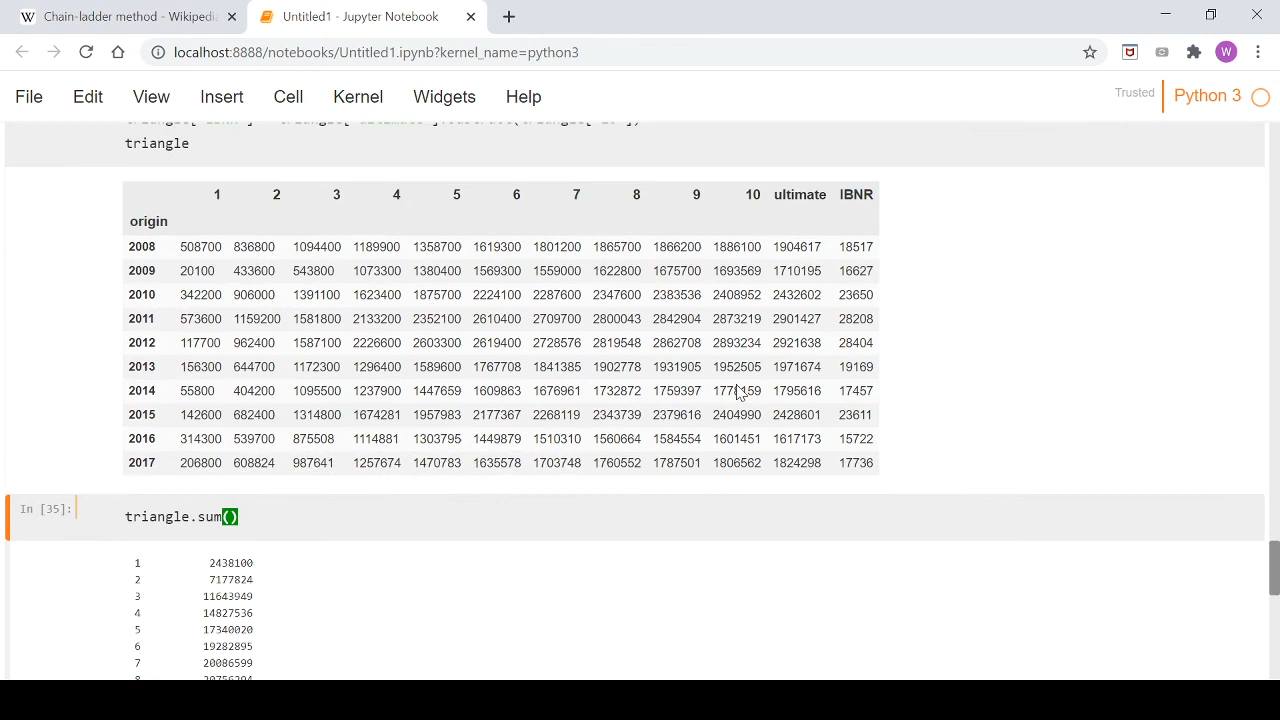 Chain-ladder method - Wikipedia
Untitled1 - Jupyter Notebook
localhost:8888/notebooks/Untitled1.ipynb?kernel_name=python3
W
File Edit View Insert Cell Kernel Widgets Help
Trusted Python 3
triangle
1 2 3 4 5 6 7 8 9 10 ultimate IBNR
origin
2008 508700 836800 1094400 1189900 1358700 1619300 1801200 1865700 1866200 1886100 1904617 18517
2009 20100 433600 543800 1073300 1380400 1569300 1559000 1622800 1675700 1693569 1710195 16627
2010 342200 906000 1391100 1623400 1875700 2224100 2287600 2347600 2383536 2408952 2432602 23650
2011 573600 1159200 1581800 2133200 2352100 2610400 2709700 2800043 2842904 2873219 2901427 28208
2012 117700 962400 1587100 2226600 2603300 2619400 2728576 2819548 2862708 2893234 2921638 28404
2013 156300 644700 1172300 1296400 1589600 1767708 1841385 1902778 1931905 1952505 1971674 19169
2014 55800 404200 1095500 1237900 1447659 1609863 1676961 1732872 1759397 1795616 17457
2015 142600 682400 1314800 1674281 1957983 2177367 2268119 2343739 2379616 2404990 2428601 23611
2016 314300 539700 875508 1114881 1303795 1449879 1510310 1560664 1584554 1601451 1617173 15722
2017 206800 608824 987641 1257674 1470783 1635578 1703748 1760552 1787501 1806562 1824298 17736
In [35]: triangle.sum()
1 2438100
2 7177824
3 11643949
4 14827536
5 17340020
6 19282895
7 20086599